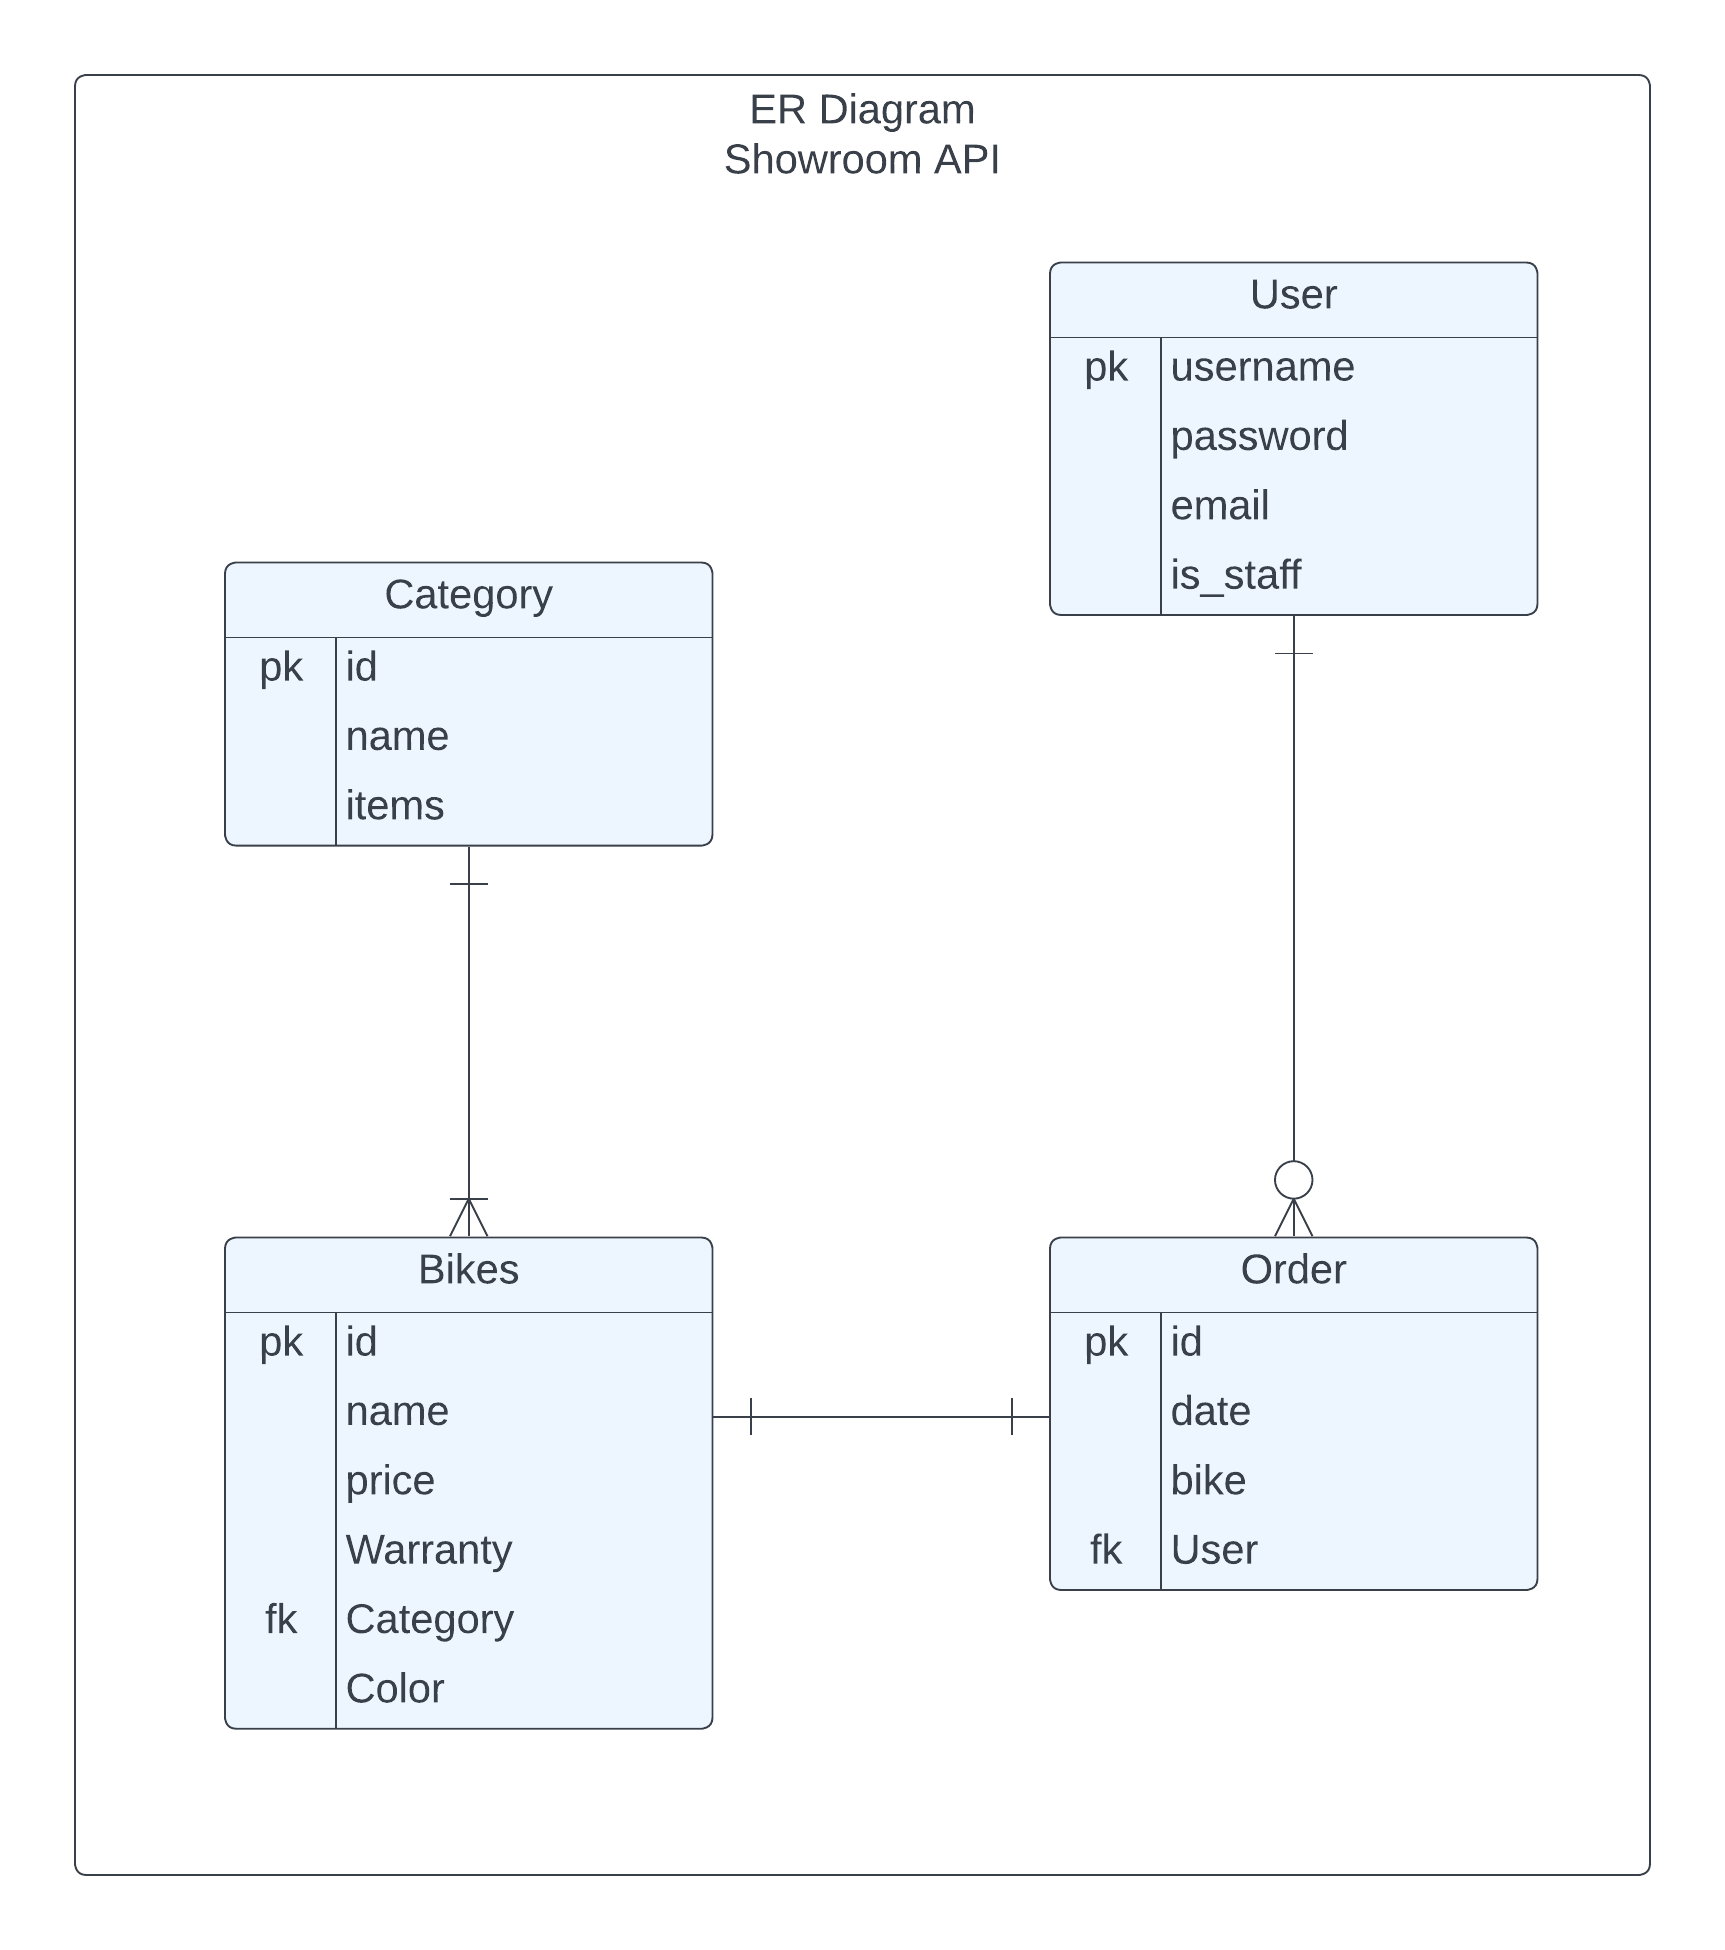 ER Diagram
Showroom API
User
pk username
password
email
is_staff
Category
pk id
name
items
Bikes
pk id
name
price
Warranty
fk Category
Color
Order
pk id
date
bike
fk User